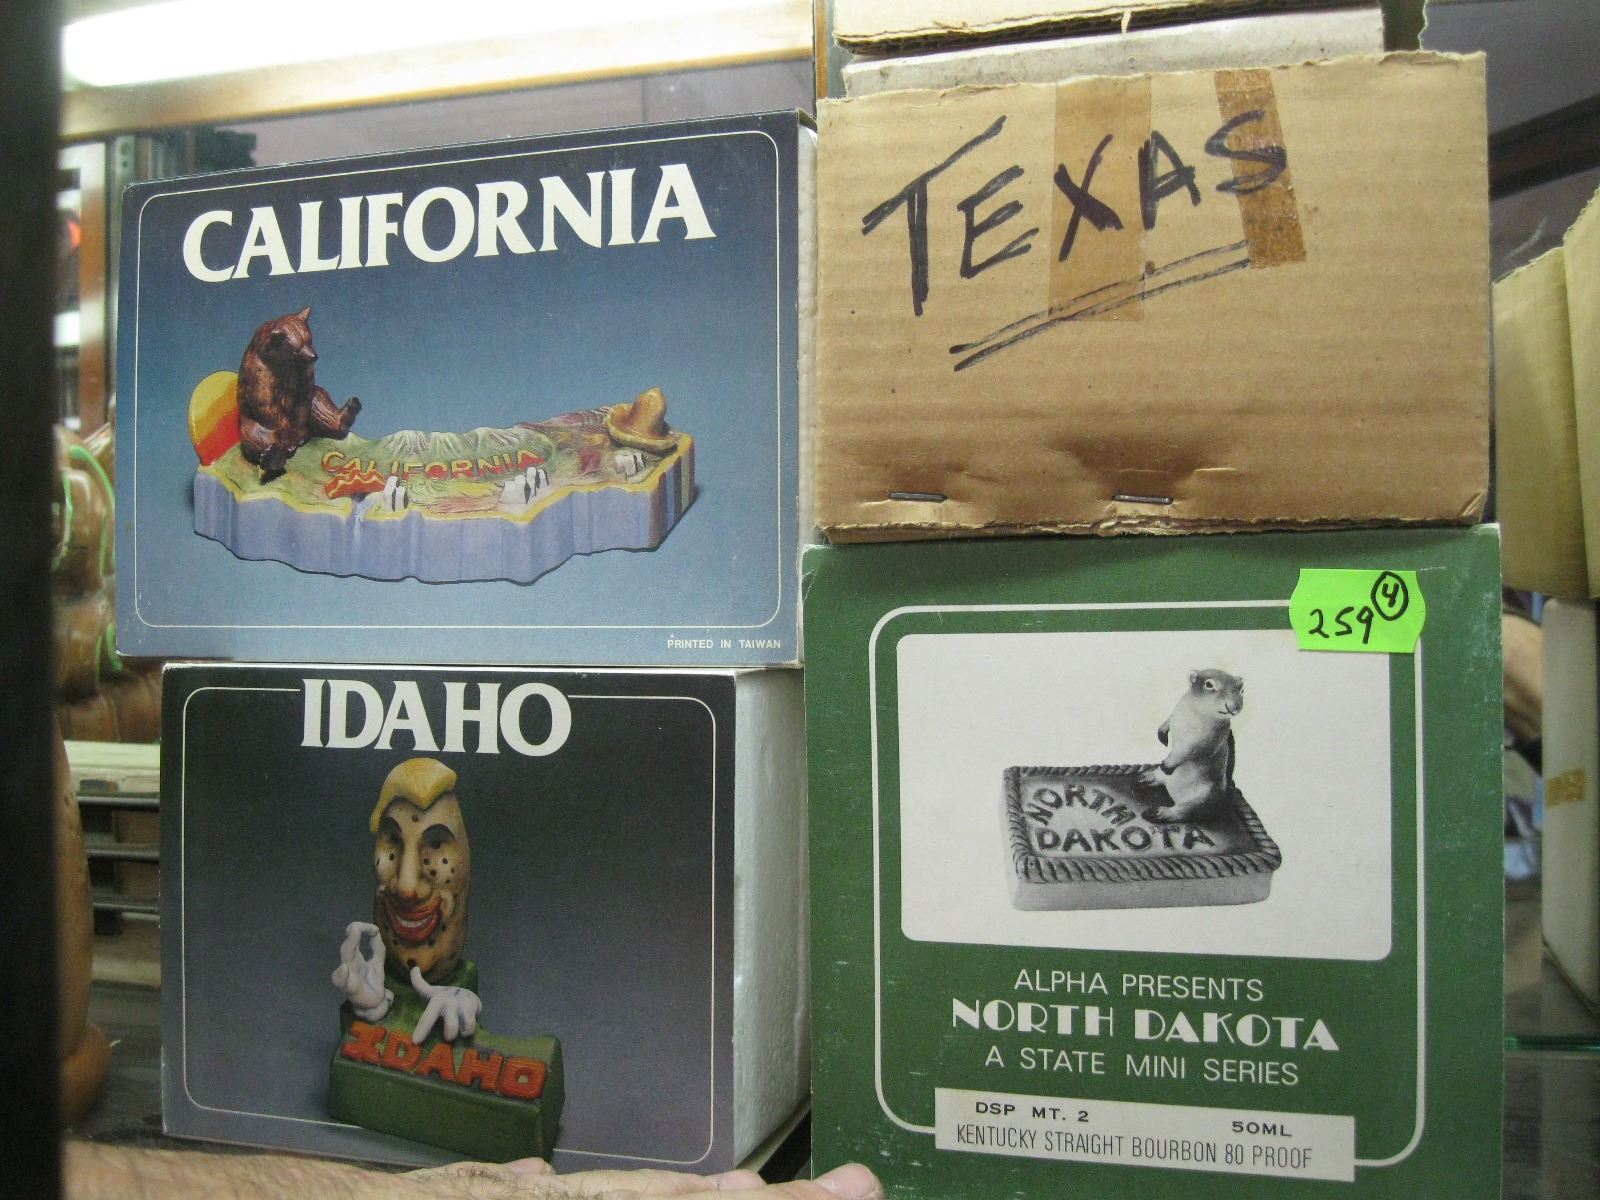 CALIFORNIA
CALIFORNIA
PRINTED IN TAIWAN
TEXAS
IDAHO
IDAHO
259 4
NORTH
DAKOTA
ALPHA PRESENTS
NORTH DAKOTA
A STATE MINI SERIES
DSP MT. 2 50ML
KENTUCKY STRAIGHT BOURBON 80 PROOF